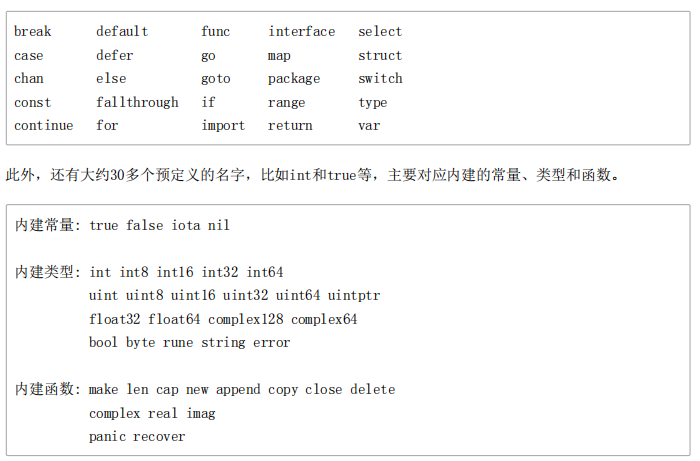 break default func interface select
case defer go map struct
chan else goto package switch
const fallthrough if range type
continue for import return var
此外，还有大约30多个预定义的名字，比如int和true等，主要对应内建的常量、类型和函数。
内建常量: true false iota nil
内建类型: int int8 int16 int32 int64
uint uint8 uint16 uint32 uint64 uintptr
float32 float64 complex128 complex64
bool byte rune string error
内建函数: make len cap new append copy close delete
complex real imag
panic recover